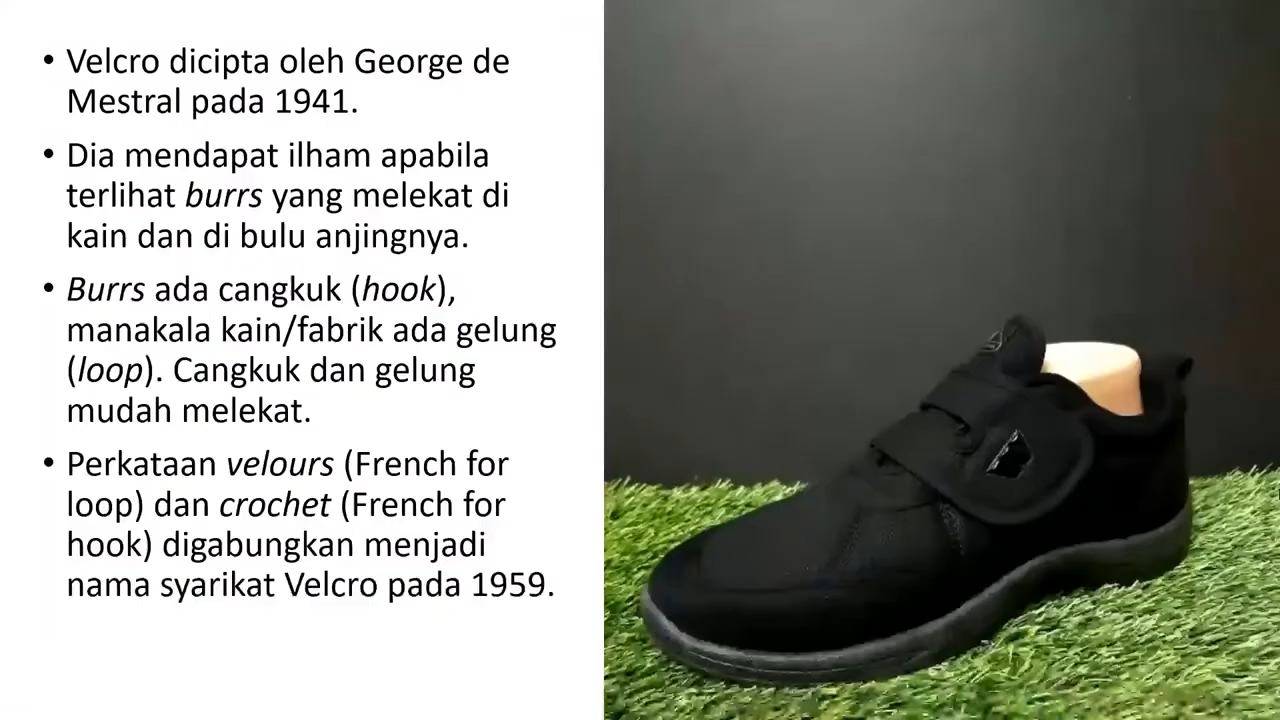 • Velcro dicipta oleh George de
Mestral pada 1941.
• Dia mendapat ilham apabila
terlihat burrs yang melekat di
kain dan di bulu anjingnya.
• Burrs ada cangkuk (hook),
manakala kain/fabrik ada gelung
(loop). Cangkuk dan gelung
mudah melekat.
• Perkataan velours (French for
loop) dan crochet (French for
hook) digabungkan menjadi
nama syarikat Velcro pada 1959.